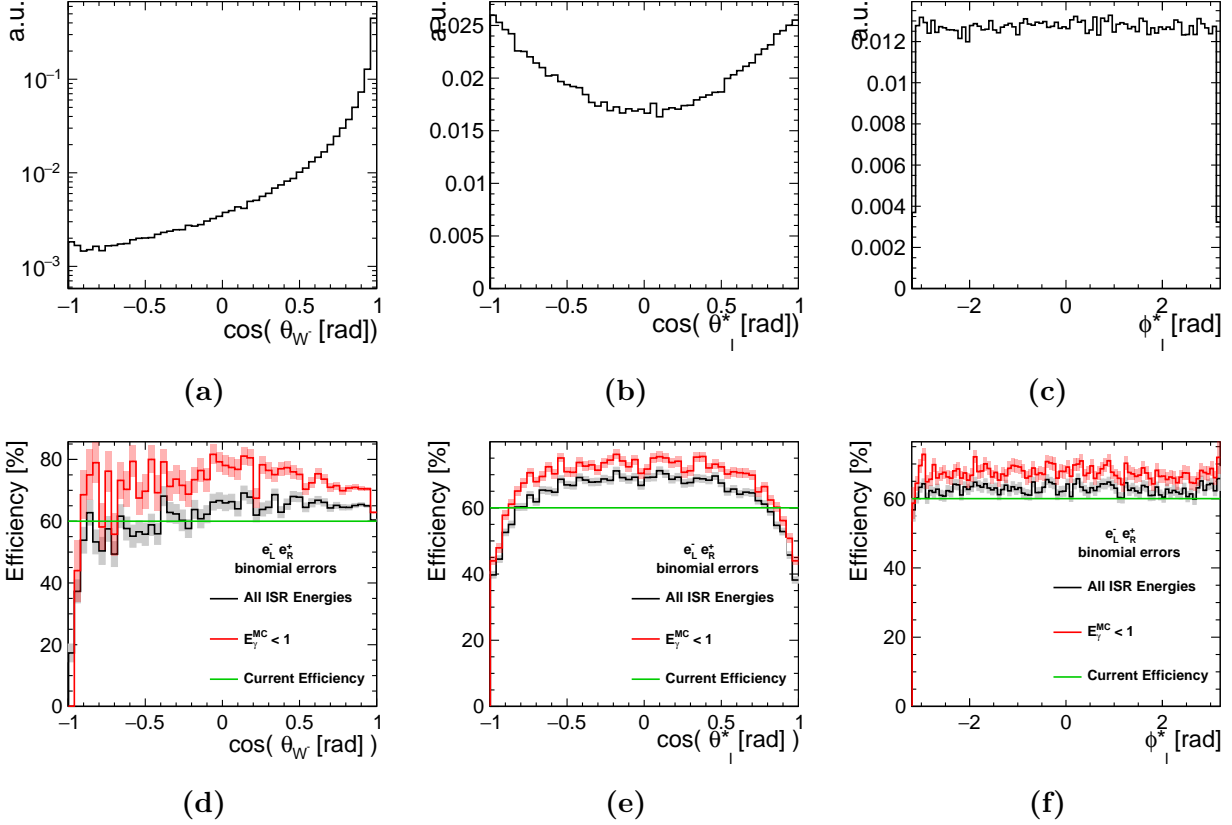 a.u.
10⁻¹
10⁻²
10⁻³
−1 −0.5 0 0.5 1
cos( θ_W⁻ [rad])
(a)
a.u.
0.025
0.02
0.015
0.01
0.005
0
−1 −0.5 0 0.5 1
cos( θ*_l [rad])
(b)
a.u.
0.012
0.01
0.008
0.006
0.004
0.002
0
−2 0 2
ϕ*_l [rad]
(c)
Efficiency [%]
80
60
40
20
0
e⁻_L e⁺_R
binomial errors
All ISR Energies
E_γ^MC < 1
Current Efficiency
−1 −0.5 0 0.5 1
cos( θ_W⁻ [rad] )
(d)
Efficiency [%]
60
40
20
0
e⁻_L e⁺_R
binomial errors
All ISR Energies
E_γ^MC < 1
Current Efficiency
−1 −0.5 0 0.5 1
cos( θ*_l [rad] )
(e)
Efficiency [%]
60
40
20
0
e⁻_L e⁺_R
binomial errors
All ISR Energies
E_γ^MC < 1
Current Efficiency
−2 0 2
ϕ*_l [rad]
(f)